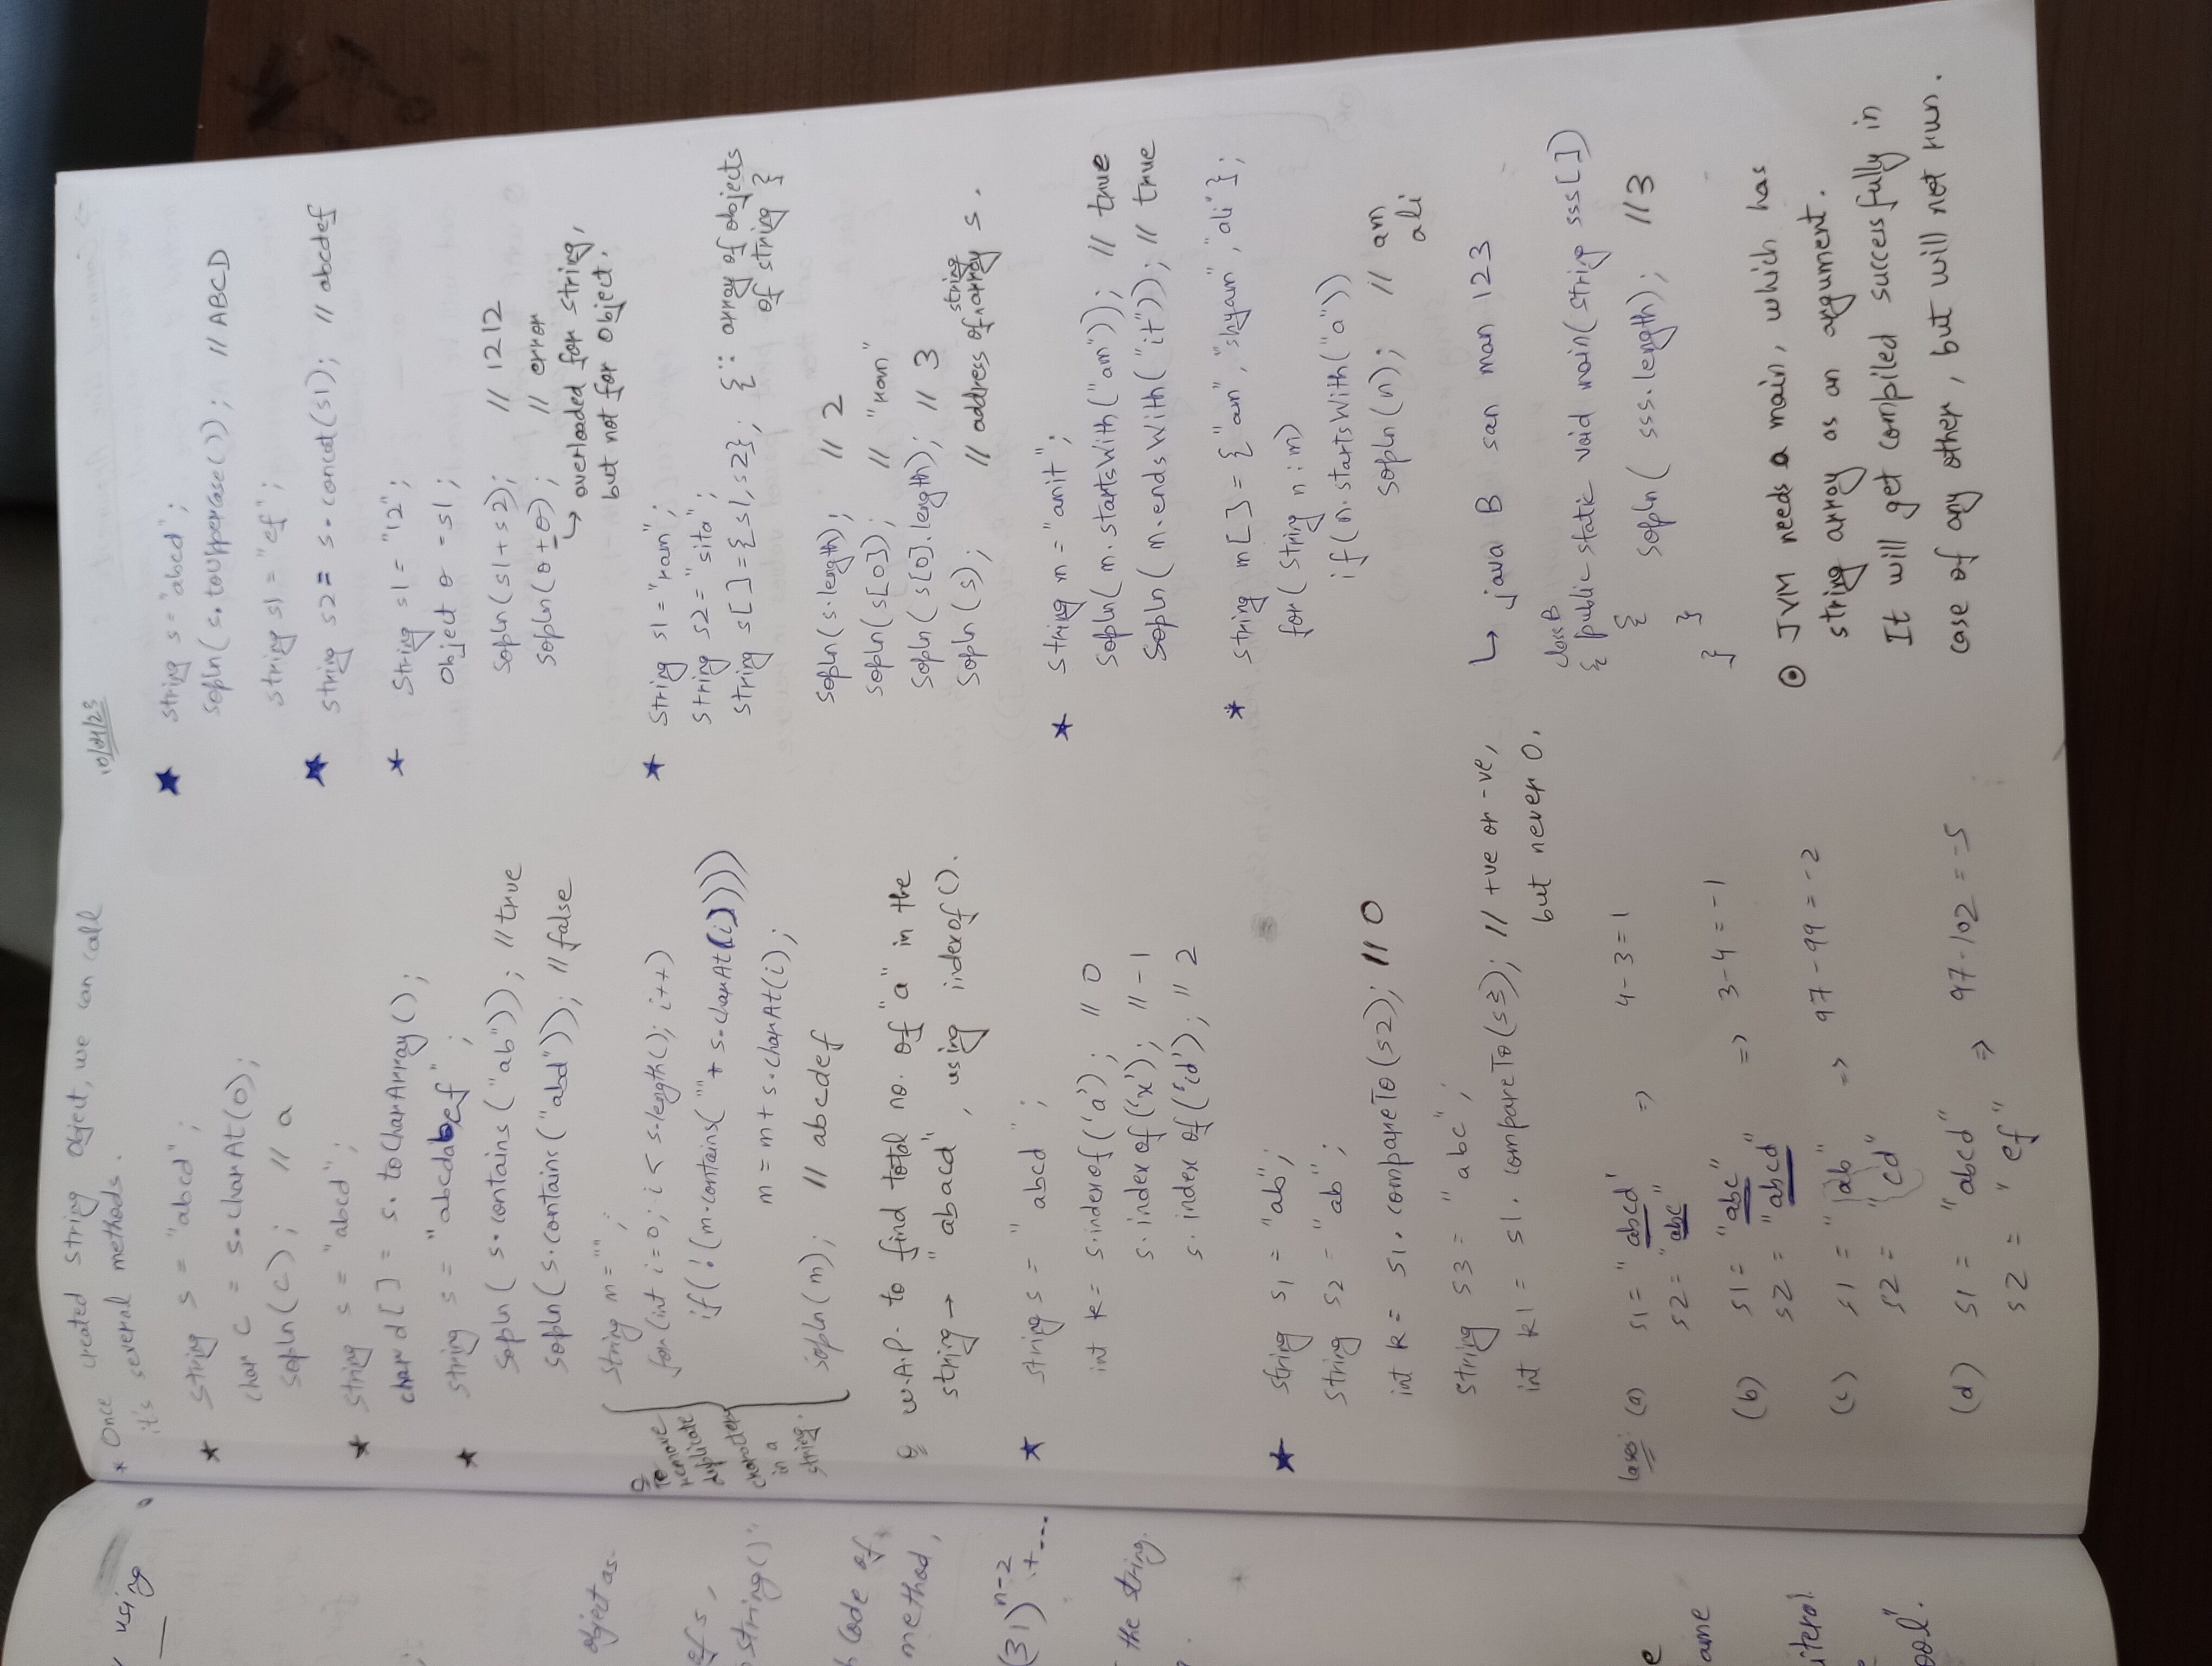 using
object as
ef s,
string()"
Code of
method,
(31)^n-2 + ...
the string.
e
ame
iteral
ool".
* Once created string object, we can call
it's several methods.
★ string s = "abcd";
char c = s.charAt(0);
sopln(c); // a
★ string s = "abcd";
char d[] = s.toCharArray();
★ string s = "abcdabef";
sopln( s.contains("ab")); // true
sopln(s.contains("abd")); // false
Q To
remove
duplicate
characters
in a
string.
string m = "";
for(int i=0; i < s.length(); i++)
if(!(m.contains(""+ s.charAt(i))))
m = m + s.charAt(i);
sopln(m); // abcdef
Q W.A.P. to find total no. of "a" in the
string → "abacd", using indexof().
★ string s = "abcd";
int k = s.indexof('a'); // 0
s.index of('x'); // -1
s.index of('cd'); // 2
★ string s1 = "ab";
string s2 = "ab";
int k = s1.compareTo(s2); // 0
string s3 = "abc";
int k1 = s1.compareTo(s3); // +ve or -ve,
but never 0.
Cases: (a) s1 = "abcd' => 4-3=1
s2 = "abc"
(b) s1 = "abc" => 3-4 = -1
s2 = "abcd"
(c) s1 = "ab" => 97-99 = -2
s2 = "cd"
(d) s1 = "abcd" => 97-102 = -5
s2 = "ef"
10/04/23
★ string s = "abcd";
sopln( s.toUppercase()); // ABCD
string s1 = "ef";
★ string s2 = s.concat(s1); // abcdef
★ String s1 = "12";
Object o = s1;
sopln(s1+s2); // 1212
sopln(o+o); // error
↳ overloaded for string,
but not for object.
★ String s1 = "ram";
String s2 = "sita";
string s[]={s1,s2}; {∵ array of objects
of string }
sopln(s.length); // 2
sopln(s[0]); // "ram"
sopln( s[0].length); // 3
sopln (s); // address of string array s.
★ string m = "amit";
sopln( m.startsWith("am")); // true
sopln( m.endsWith("it")); // true
* string m[] = {"am", "shyam", "ali"};
for( String n : m)
if(n.startsWith("a"))
sopln(n); // am
ali
↳ java B san man 123
class B
{ public static void main(string sss[])
{
sopln( sss.length); // 3
}
}
⊙ JVM needs a main, which has
string array as an argument.
It will get compiled successfully in
case of any other, but will not run.